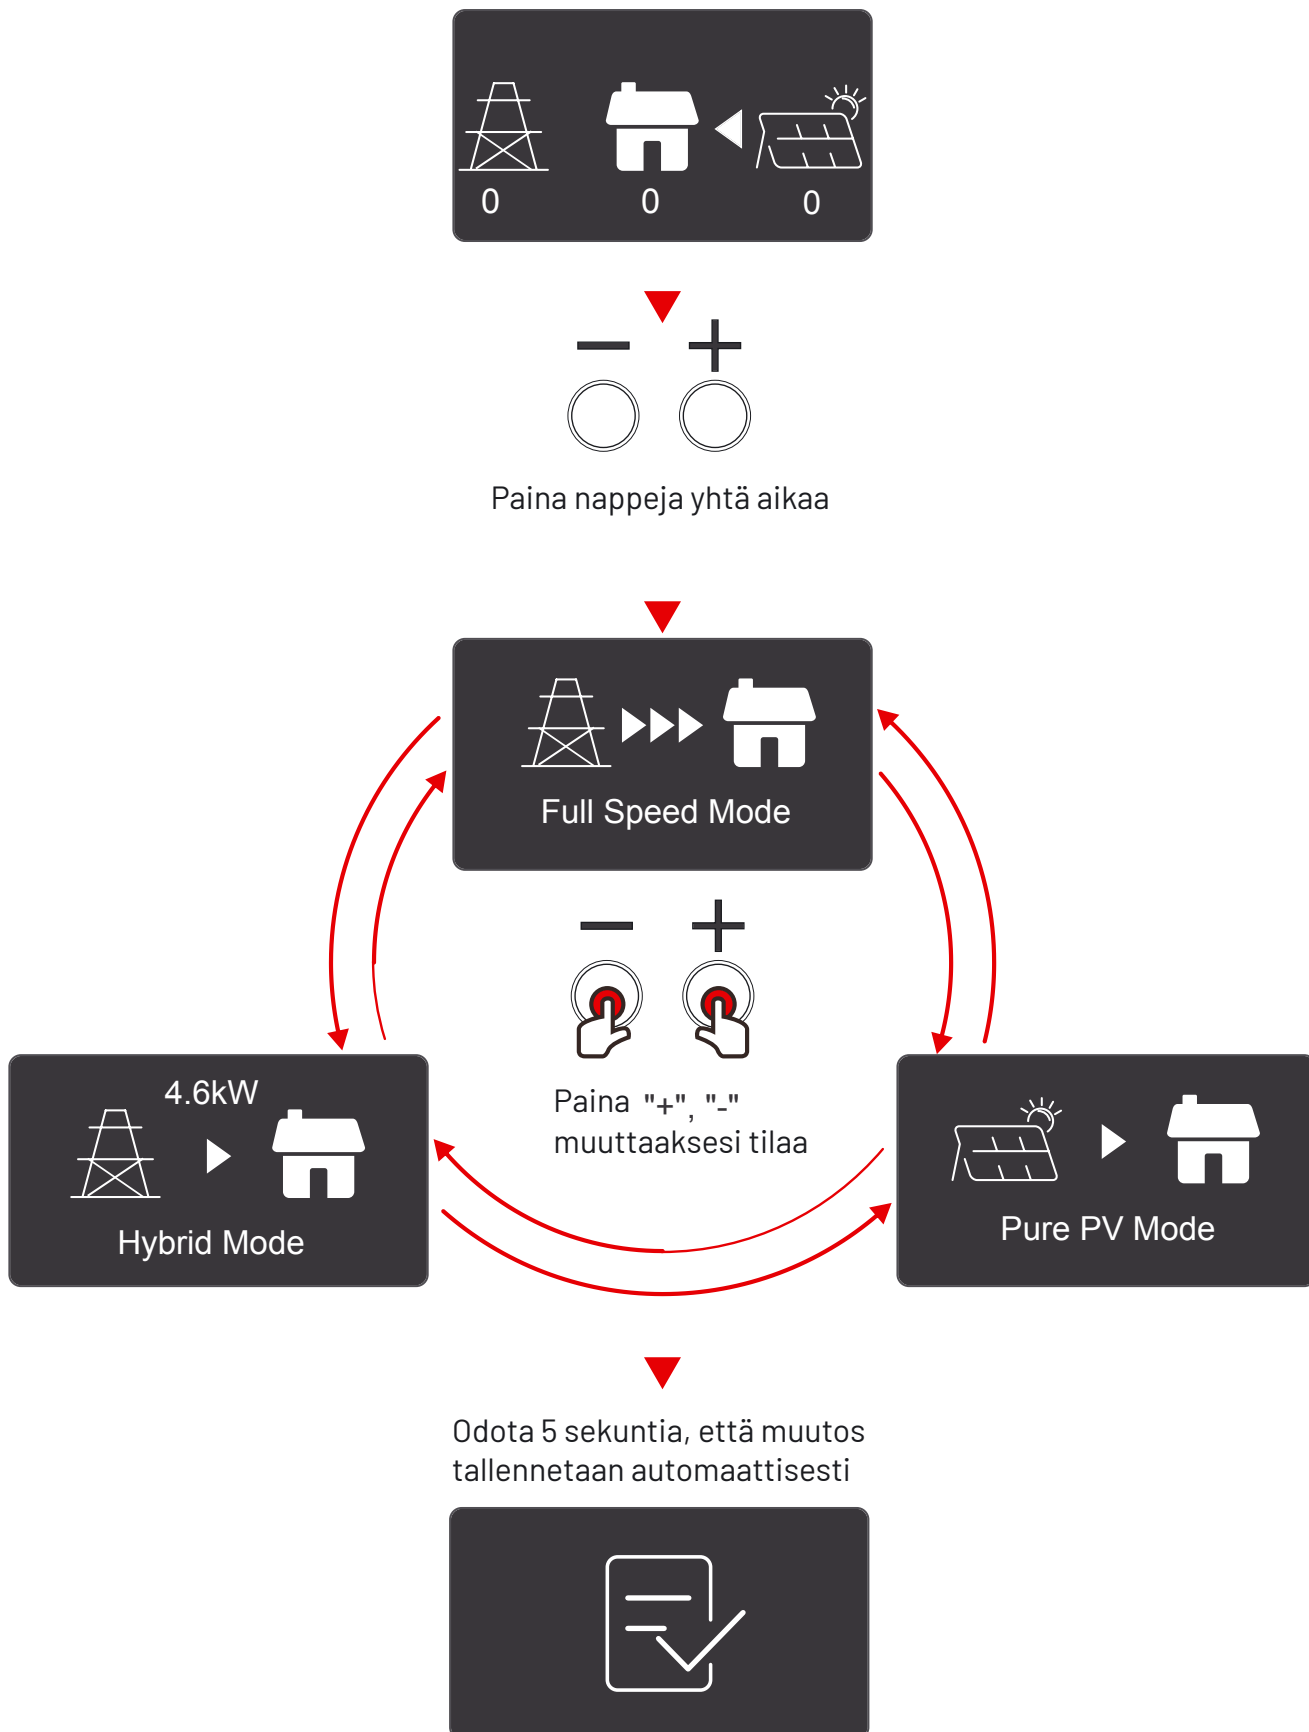 0 0 0
Paina nappeja yhtä aikaa
Full Speed Mode
Paina "+", "-"
muuttaaksesi tilaa
4.6kW
Hybrid Mode
Pure PV Mode
Odota 5 sekuntia, että muutos
tallennetaan automaattisesti